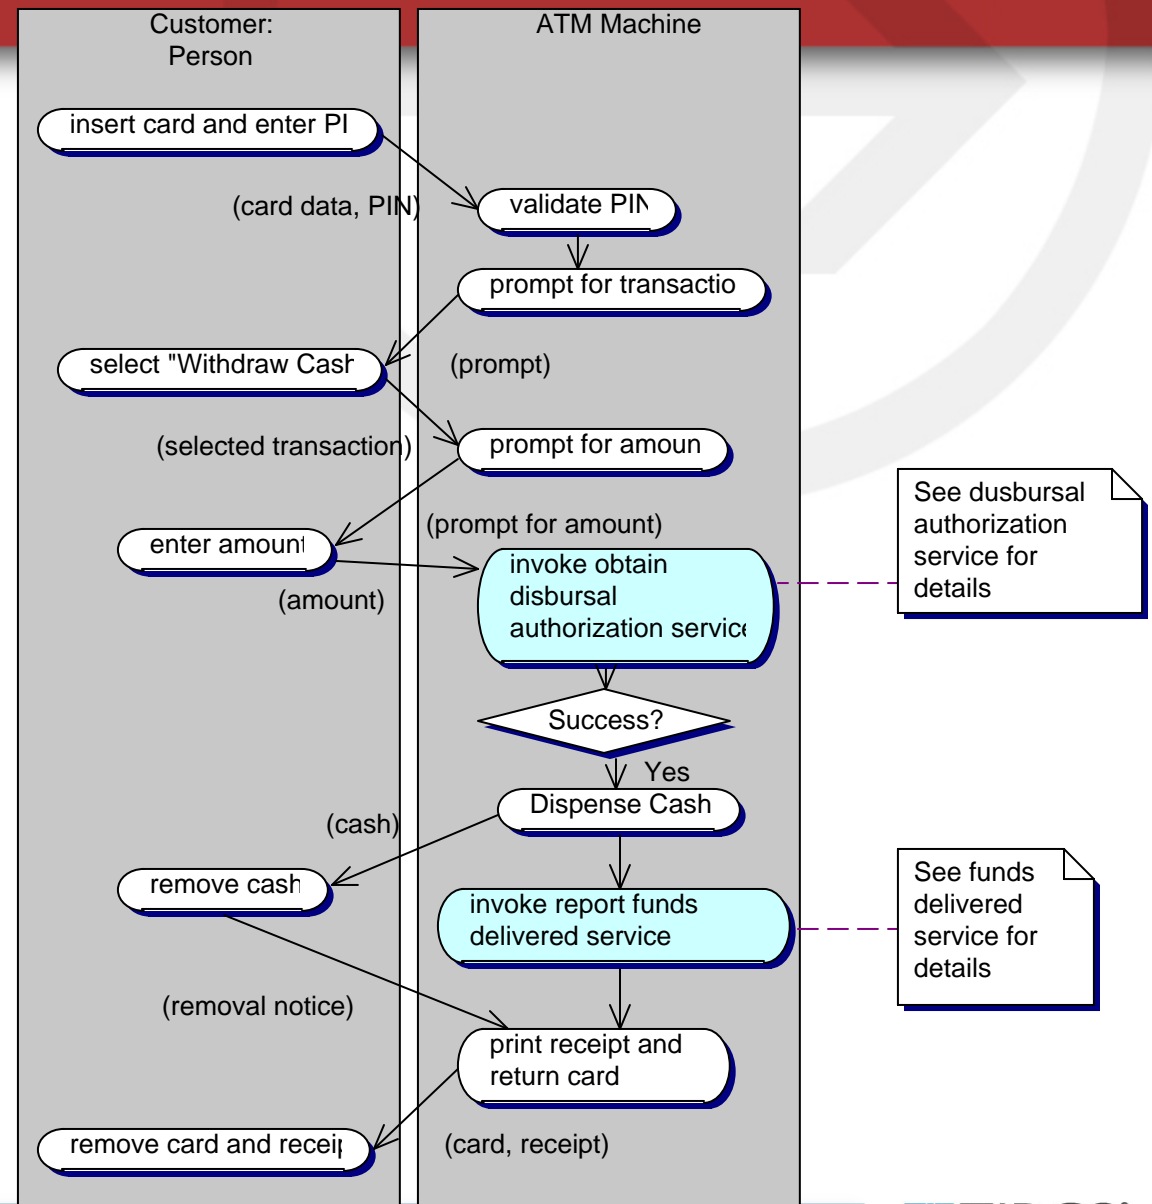 Customer:
Person
ATM Machine
insert card and enter PI
(card data, PIN)
validate PIN
prompt for transactio
select "Withdraw Cash
(prompt)
(selected transaction)
prompt for amoun
(prompt for amount)
enter amount
(amount)
invoke obtain
disbursal
authorization service
See dusbursal
authorization
service for
details
Success?
Yes
Dispense Cash
(cash)
remove cash
invoke report funds
delivered service
See funds
delivered
service for
details
(removal notice)
print receipt and
return card
remove card and receip
(card, receipt)